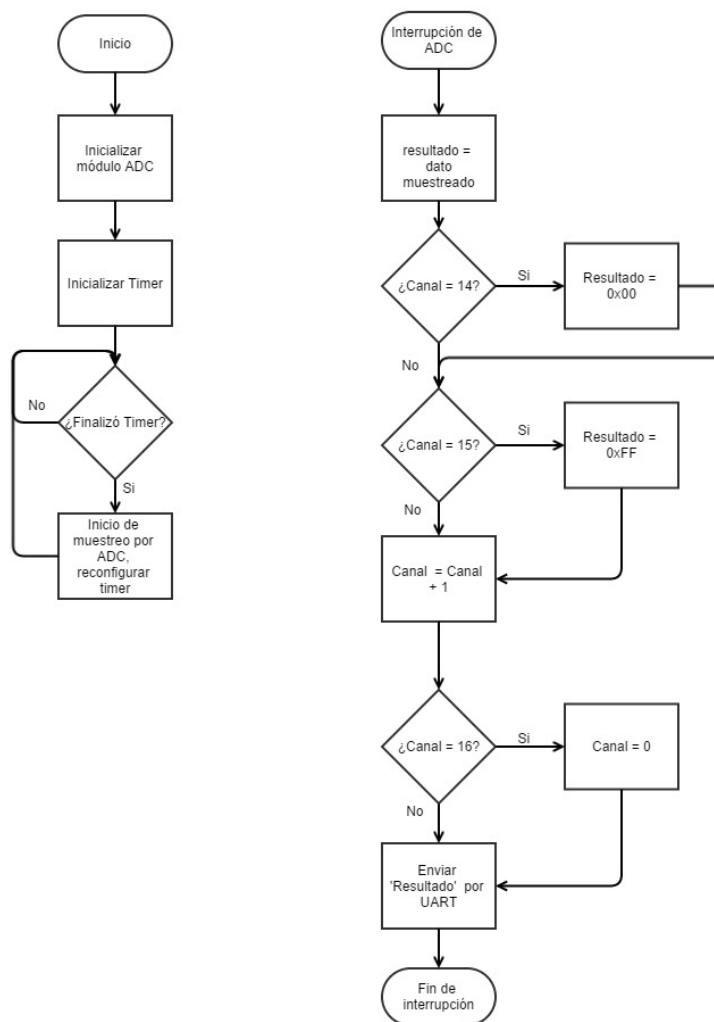 Inicio
Inicializar
módulo ADC
Inicializar Timer
No
¿Finalizó Timer?
Si
Inicio de
muestreo por
ADC,
reconfigurar
timer
Interrupción de
ADC
resultado =
dato
muestreado
¿Canal = 14?
Si
Resultado =
0x00
No
¿Canal = 15?
Si
Resultado =
0xFF
No
Canal = Canal
+ 1
¿Canal = 16?
Si
Canal = 0
No
Enviar
'Resultado' por
UART
Fin de
interrupción